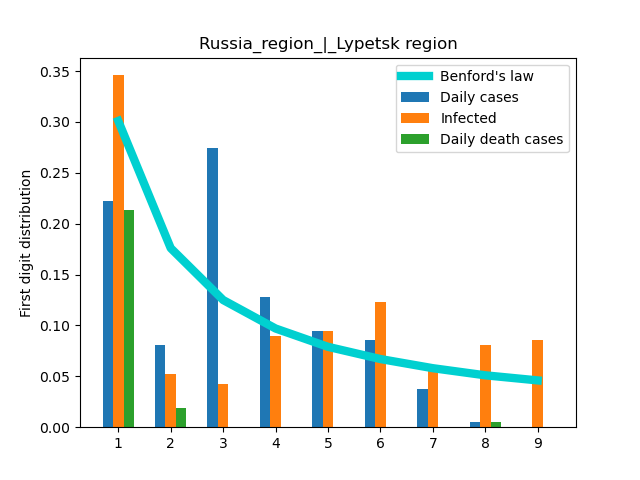 Russia_region_|_Lypetsk region
First digit distribution
0.35
0.30
0.25
0.20
0.15
0.10
0.05
0.00
Benford's law
Daily cases
Infected
Daily death cases
1 2 3 4 5 6 7 8 9